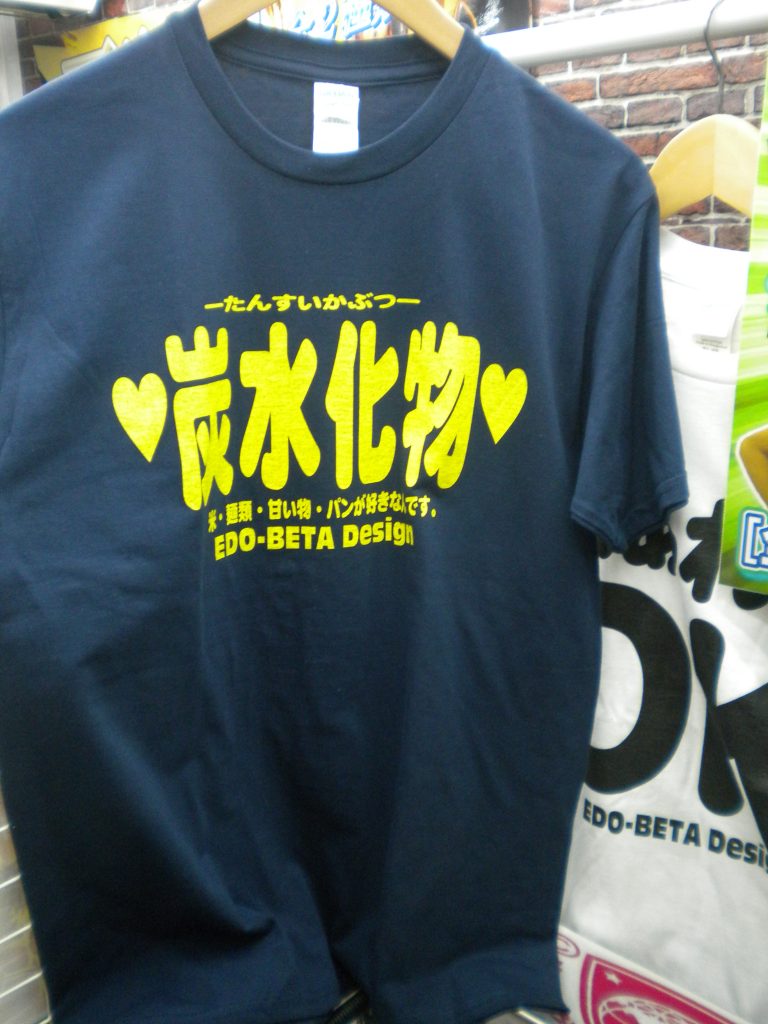 ーたんすいかぶつー
♥炭水化物♥
米・麺類・甘い物・パンが好きなんです。
EDO-BETA Design
OK
EDO-BETA Desig